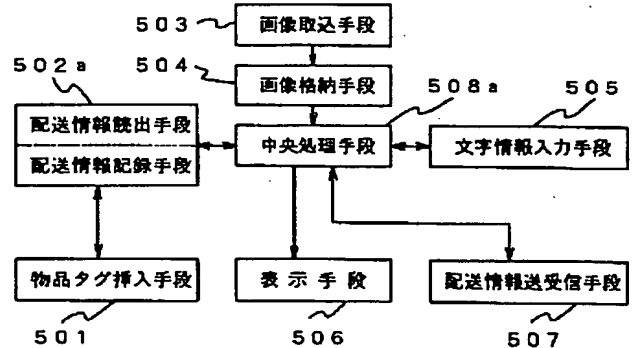 503
画像取込手段
502a
504
画像格納手段
508a
505
配送情報読出手段
配送情報記録手段
中央処理手段
文字情報入力手段
物品タグ挿入手段
表示手段
配送情報送受信手段
501
506
507